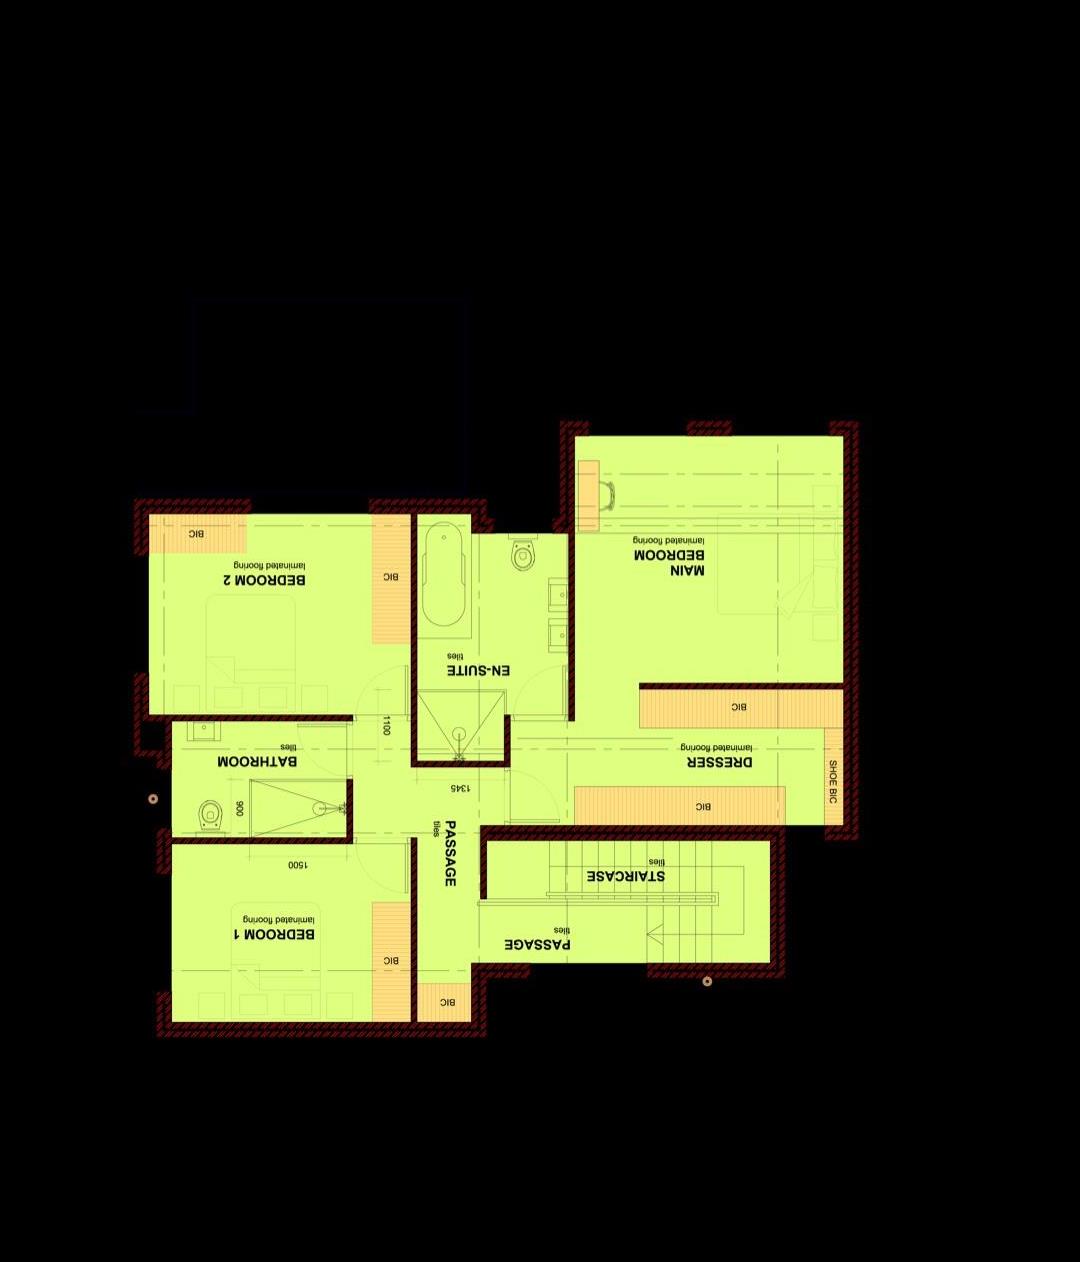 MAIN
BEDROOM
laminated flooring
BIC
BEDROOM 2
laminated flooring
BIC
EN-SUITE
tiles
BIC
1100
DRESSER
laminated flooring
SHOE BIC
BIC
BATHROOM
tiles
900
1345
PASSAGE
tiles
1500
STAIRCASE
tiles
PASSAGE
tiles
BEDROOM 1
laminated flooring
BIC
BIC